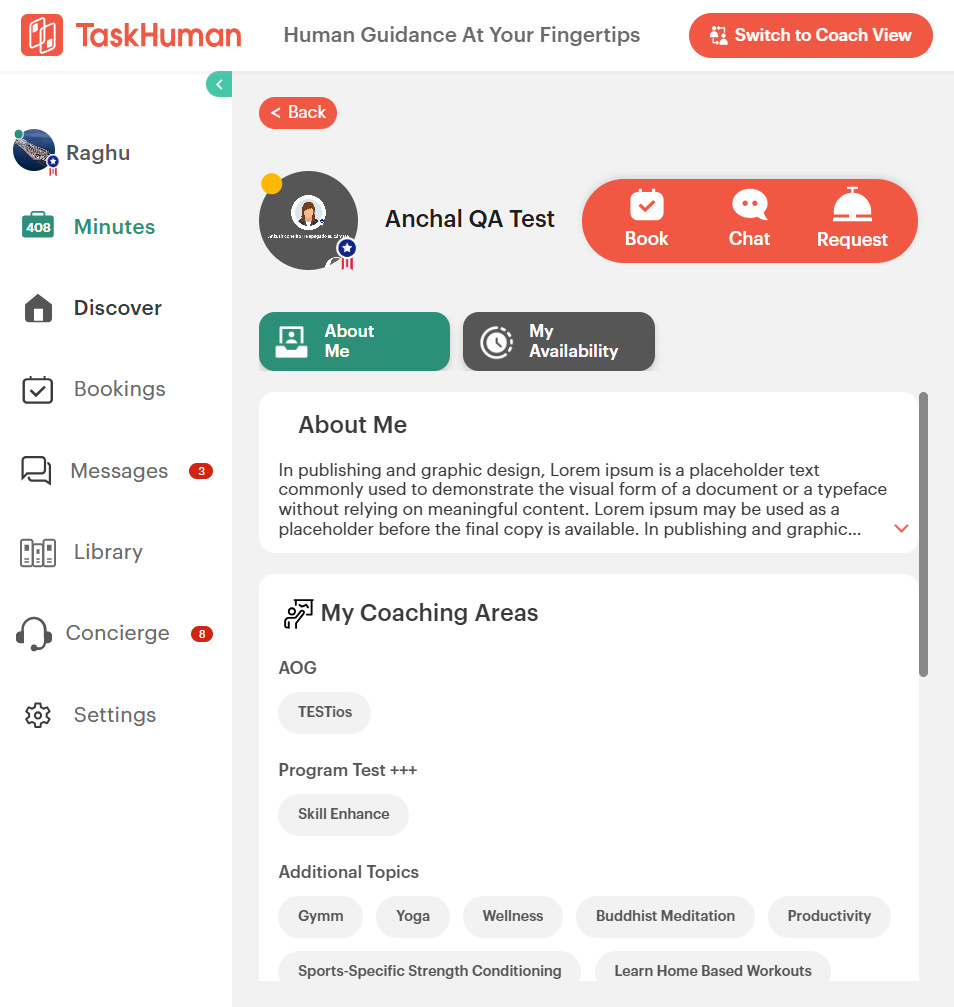 TaskHuman
Human Guidance At Your Fingertips
Switch to Coach View
< Back
Raghu
408
Minutes
Discover
Bookings
Messages
3
Library
Concierge
8
Settings
Anchal QA Test
Book
Chat
Request
About
Me
My
Availability
About Me
In publishing and graphic design, Lorem ipsum is a placeholder text
commonly used to demonstrate the visual form of a document or a typeface
without relying on meaningful content. Lorem ipsum may be used as a
placeholder before the final copy is available. In publishing and graphic...
My Coaching Areas
AOG
TESTios
Program Test +++
Skill Enhance
Additional Topics
Gymm
Yoga
Wellness
Buddhist Meditation
Productivity
Sports-Specific Strength Conditioning
Learn Home Based Workouts